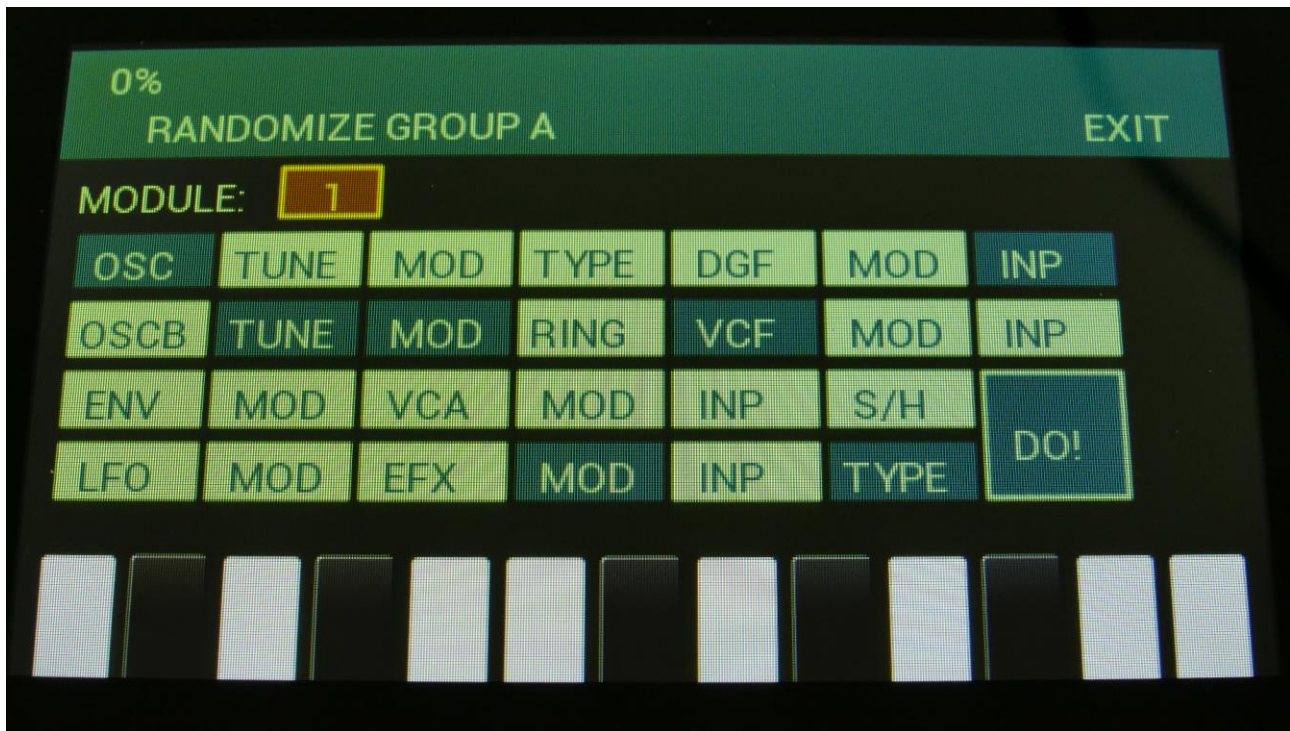 0%
RANDOMIZE GROUP A EXIT
MODULE: 1
OSC TUNE MOD TYPE DGF MOD INP
OSCB TUNE MOD RING VCF MOD INP
ENV MOD VCA MOD INP S/H
DO!
LFO MOD EFX MOD INP TYPE